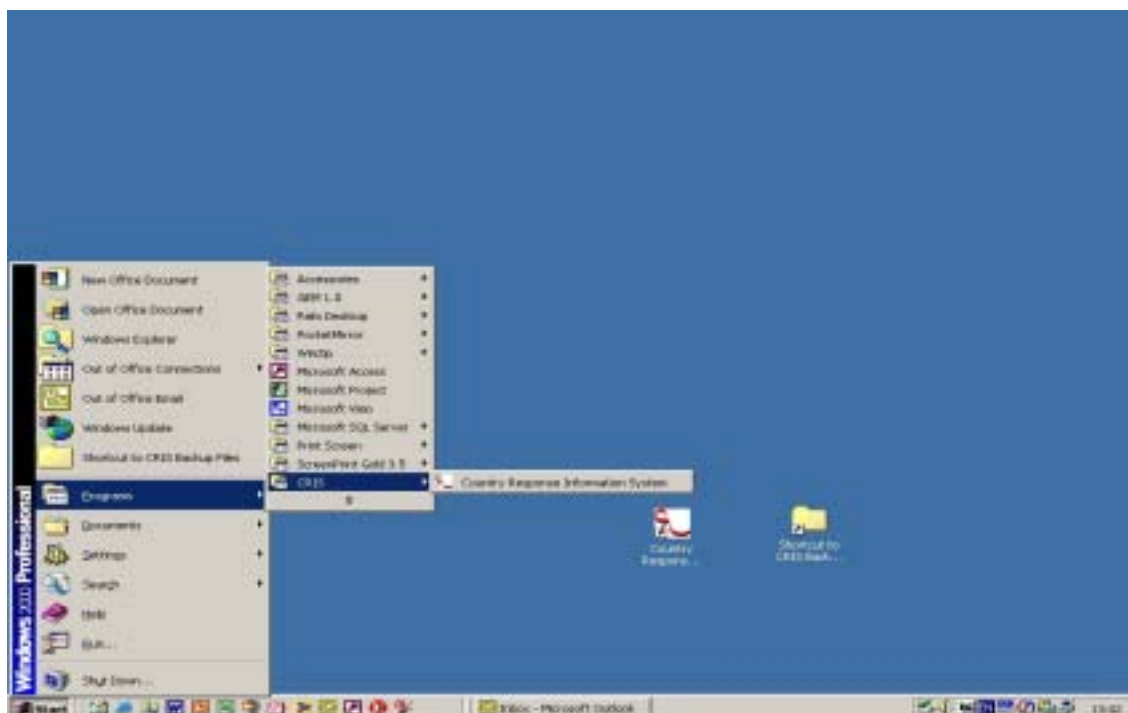 New Office Document
Open Office Document
Windows Explorer
Out of Office Connections
Out of Office Email
Windows Update
Shortcut to CRIS Backup Files
Programs
Documents
Settings
Search
Help
Run...
Shut Down...
Windows 2000 Professional
Accessories
Palm Desktop
PocketMirror
WinZip
Microsoft Access
Microsoft Project
Microsoft Visio
Microsoft SQL Server
Print Screen
ScreenPrint Gold 3.5
CRIS
Country Response Information System
Country
Respons...
Shortcut to
CRIS Back...
Start
Inbox - Microsoft Outlook